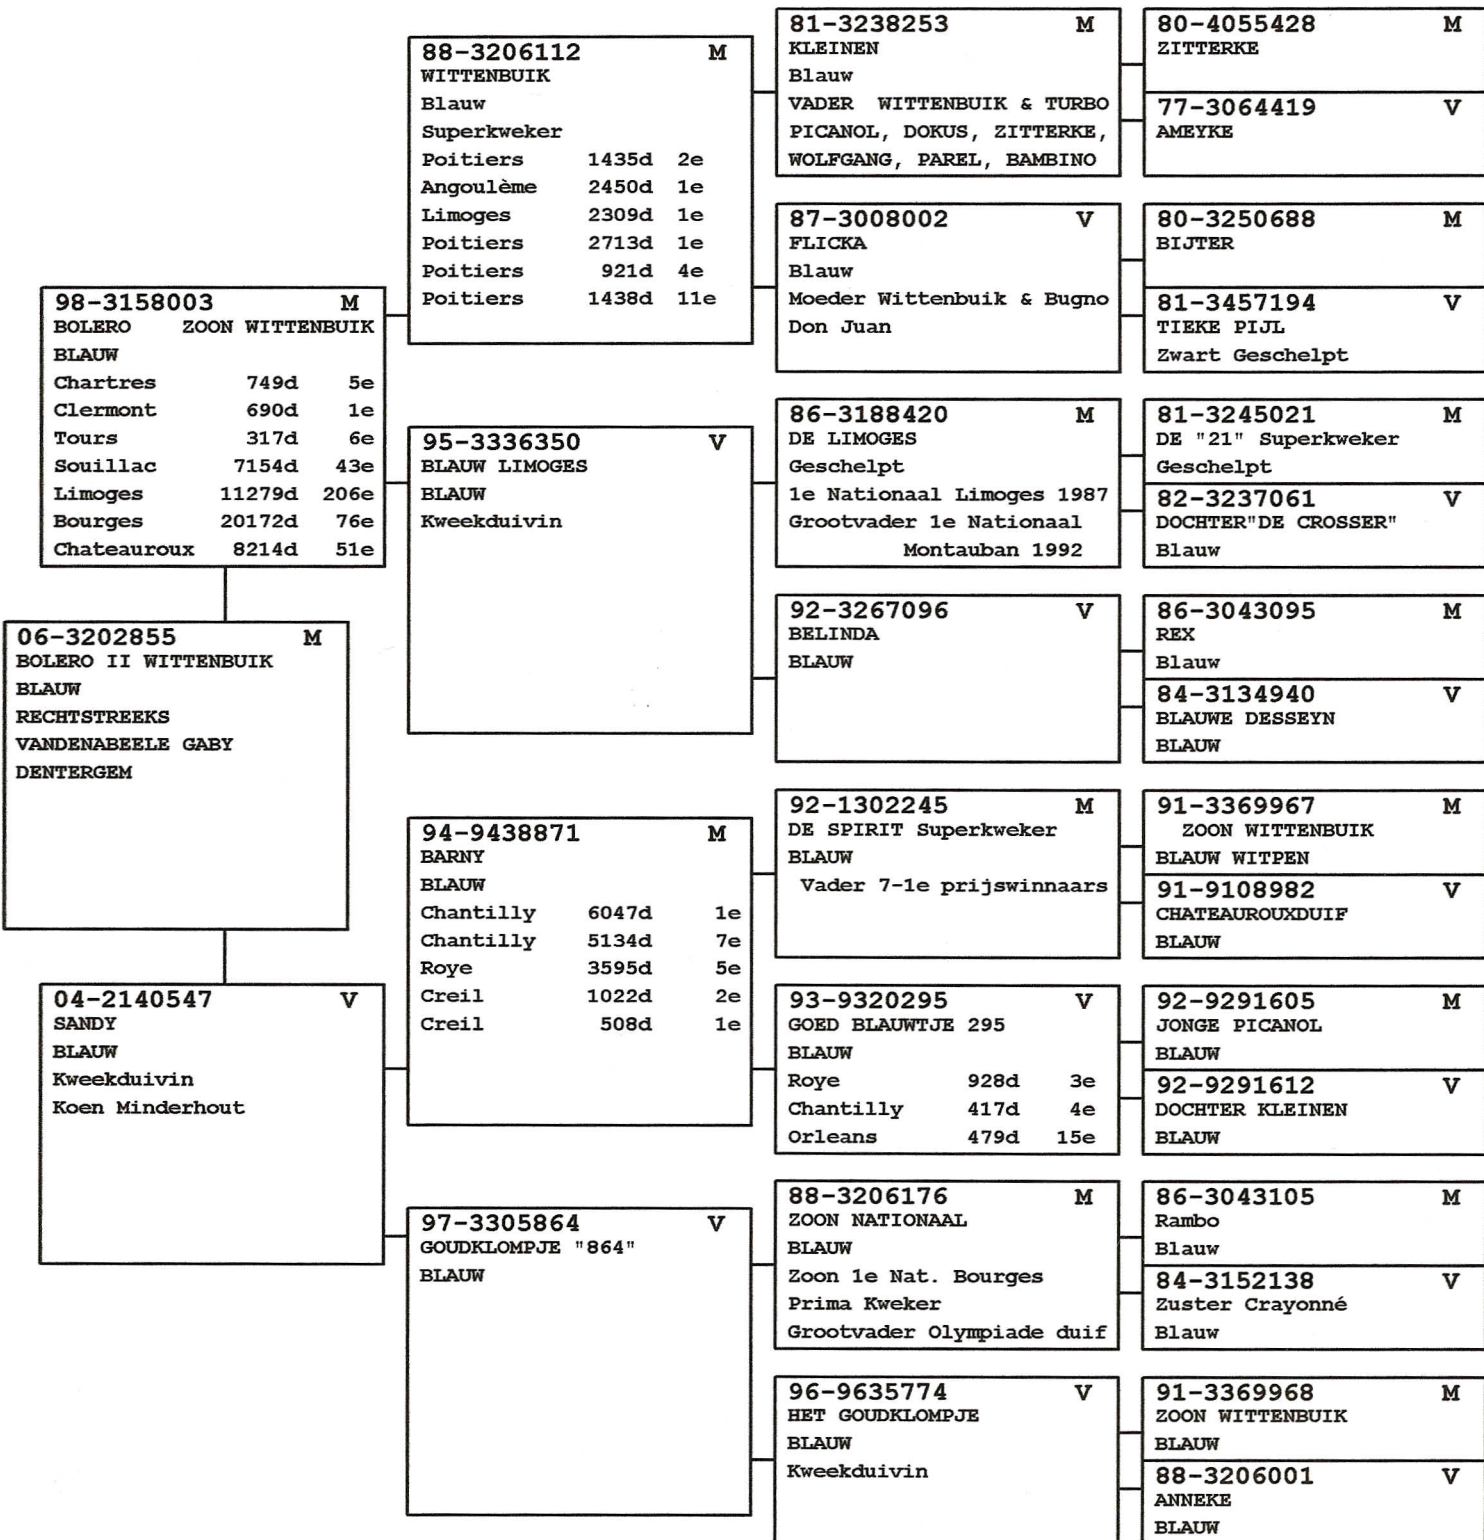 06-3202855 M
BOLERO II WITTENBUIK
BLAUW
RECHTSTREEKS
VANDENABEELE GABY
DENTERGEM
98-3158003 M
BOLERO ZOON WITTENBUIK
BLAUW
Chartres 749d 5e
Clermont 690d 1e
Tours 317d 6e
Souillac 7154d 43e
Limoges 11279d 206e
Bourges 20172d 76e
Chateauroux 8214d 51e
04-2140547 V
SANDY
BLAUW
Kweekduivin
Koen Minderhout
88-3206112 M
WITTENBUIK
Blauw
Superkweker
Poitiers 1435d 2e
Angoulème 2450d 1e
Limoges 2309d 1e
Poitiers 2713d 1e
Poitiers 921d 4e
Poitiers 1438d 11e
95-3336350 V
BLAUW LIMOGES
BLAUW
Kweekduivin
94-9438871 M
BARNY
BLAUW
Chantilly 6047d 1e
Chantilly 5134d 7e
Roye 3595d 5e
Creil 1022d 2e
Creil 508d 1e
97-3305864 V
GOUDKLOMPJE "864"
BLAUW
81-3238253 M
KLEINEN
Blauw
VADER WITTENBUIK & TURBO
PICANOL, DOKUS, ZITTERKE,
WOLFGANG, PAREL, BAMBINO
87-3008002 V
FLICKA
Blauw
Moeder Wittenbuik & Bugno
Don Juan
86-3188420 M
DE LIMOGES
Geschelpt
1e Nationaal Limoges 1987
Grootvader 1e Nationaal
Montauban 1992
92-3267096 V
BELINDA
BLAUW
92-1302245 M
DE SPIRIT Superkweker
BLAUW
Vader 7-1e prijswinnaars
93-9320295 V
GOED BLAUWTJE 295
BLAUW
Roye 928d 3e
Chantilly 417d 4e
Orleans 479d 15e
88-3206176 M
ZOON NATIONAAL
BLAUW
Zoon 1e Nat. Bourges
Prima Kweker
Grootvader Olympiade duif
96-9635774 V
HET GOUDKLOMPJE
BLAUW
Kweekduivin
80-4055428 M
ZITTERKE
77-3064419 V
AMEYKE
80-3250688 M
BIJTER
81-3457194 V
TIEKE PIJL
Zwart Geschelpt
81-3245021 M
DE "21" Superkweker
Geschelpt
82-3237061 V
DOCHTER"DE CROSSER"
Blauw
86-3043095 M
REX
Blauw
84-3134940 V
BLAUWE DESSEYN
BLAUW
91-3369967 M
ZOON WITTENBUIK
BLAUW WITPEN
91-9108982 V
CHATEAUROUXDUIF
BLAUW
92-9291605 M
JONGE PICANOL
BLAUW
92-9291612 V
DOCHTER KLEINEN
BLAUW
86-3043105 M
Rambo
Blauw
84-3152138 V
Zuster Crayonné
Blauw
91-3369968 M
ZOON WITTENBUIK
BLAUW
88-3206001 V
ANNEKE
BLAUW